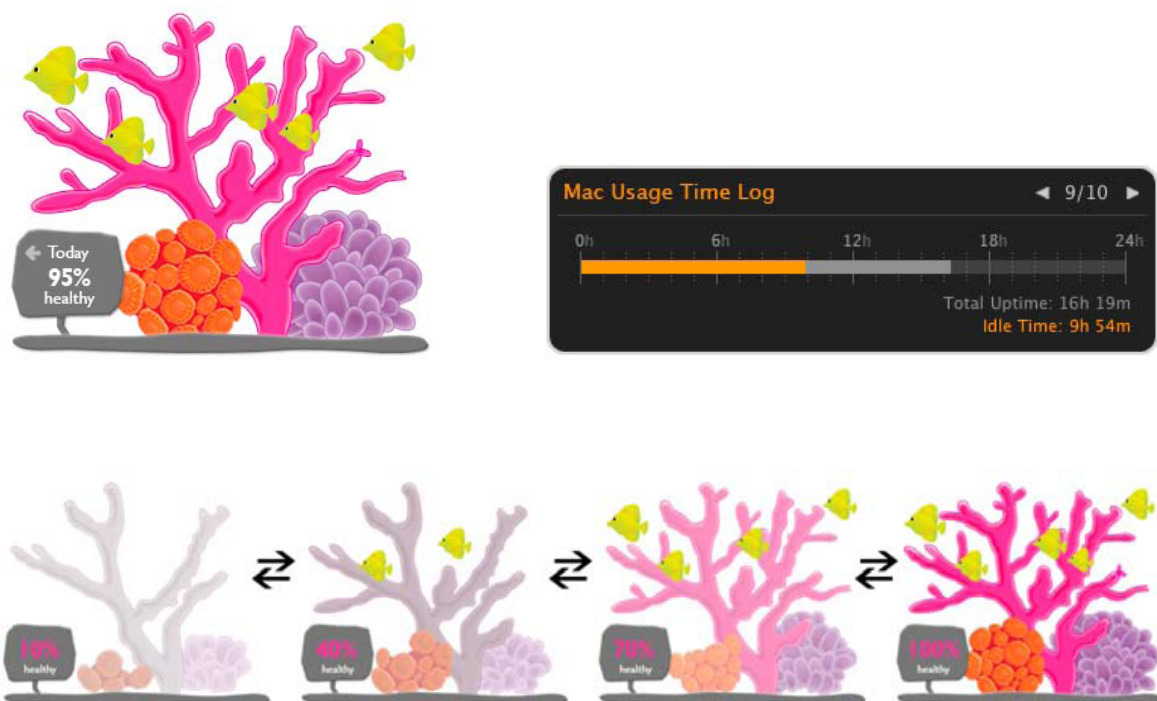 ← Today
95%
healthy
Mac Usage Time Log
◀ 9/10 ▶
0h 6h 12h 18h 24h
Total Uptime: 16h 19m
Idle Time: 9h 54m
10%
healthy
40%
healthy
70%
healthy
100%
healthy